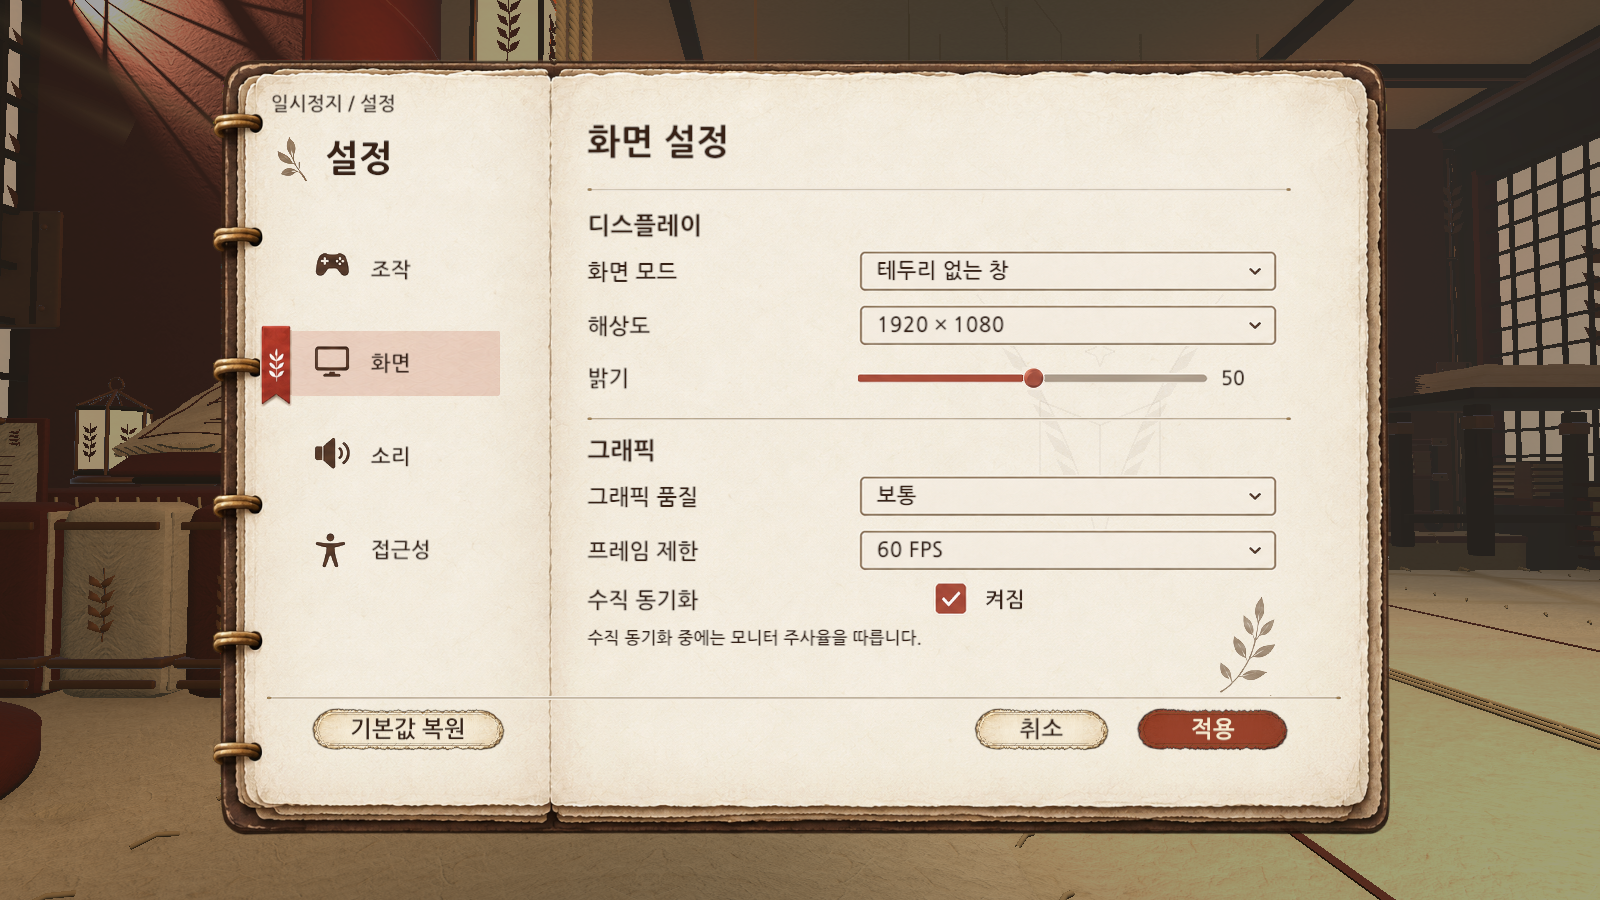 일시정지 / 설정
설정
조작
화면
소리
접근성
기본값 복원
화면 설정
디스플레이
화면 모드
테두리 없는 창
해상도
1920 × 1080
밝기
50
그래픽
그래픽 품질
보통
프레임 제한
60 FPS
수직 동기화
켜짐
수직 동기화 중에는 모니터 주사율을 따릅니다.
취소
적용